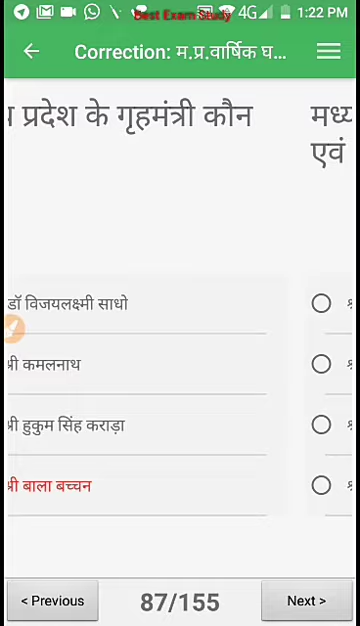 Best Exam Study
4G
1:22 PM
Correction: म.प्र.वार्षिक घ...
प्रदेश के गृहमंत्री कौन
मध्य
एवं
डॉ विजयलक्ष्मी साधो
श्री कमलनाथ
श्री हुकुम सिंह कराड़ा
श्री बाला बच्चन
< Previous
87/155
Next >